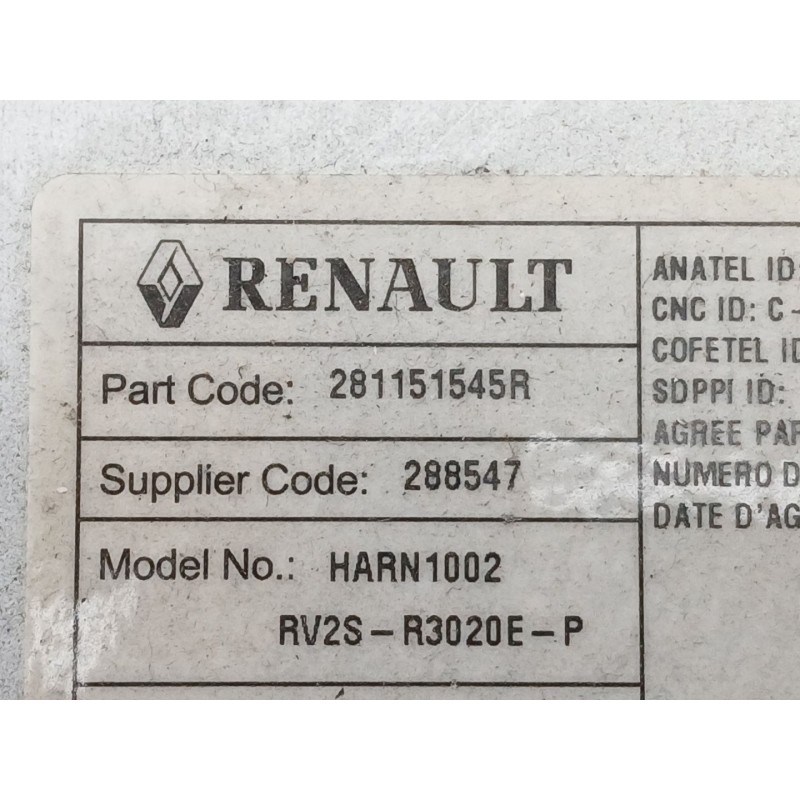 RENAULT
Part Code: 281151545R
Supplier Code: 288547
Model No.: HARN1002
RV2S-R3020E-P
ANATEL ID:
CNC ID: C-
COFETEL ID
SDPPI ID:
AGREE PAR
NUMERO D
DATE D'AG